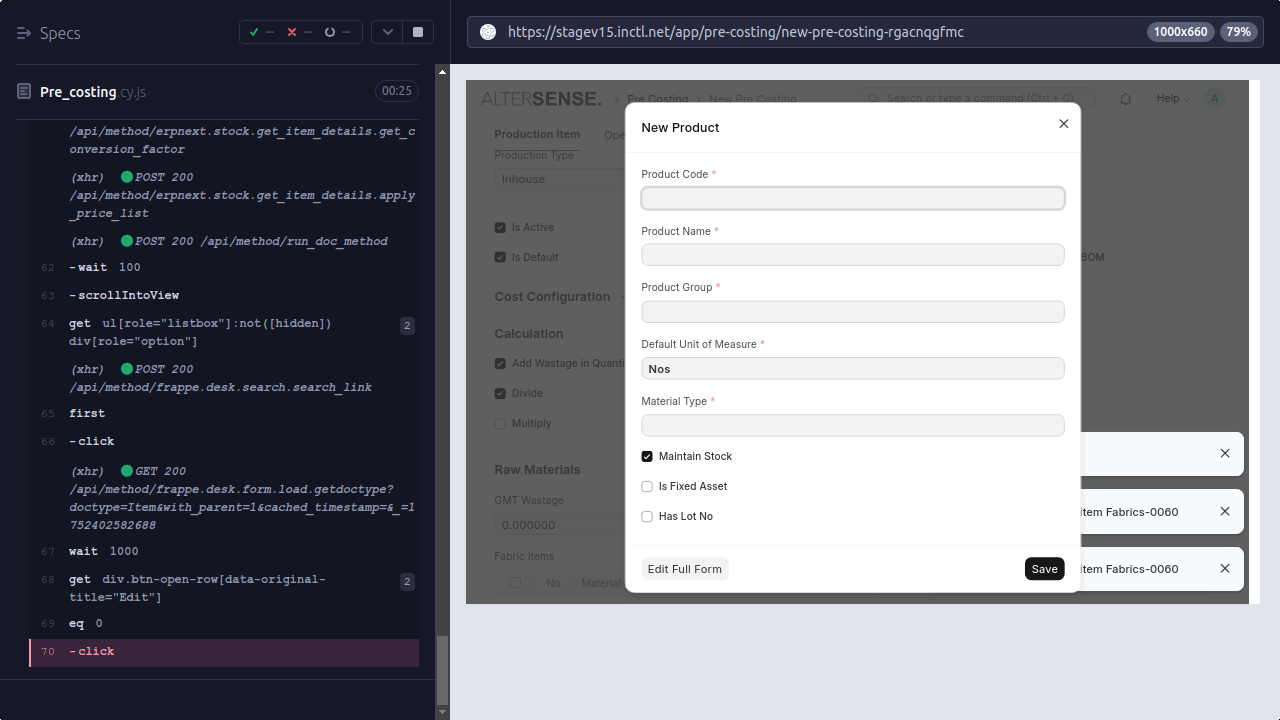 Specs
--
--
--
https://stagev15.inctl.net/app/pre-costing/new-pre-costing-rgacnqgfmc
1000x660
79%
Pre_costing.cy.js
00:25
/api/method/erpnext.stock.get_item_details.get_c
onversion_factor
(xhr) POST 200
/api/method/erpnext.stock.get_item_details.apply
_price_list
(xhr) POST 200 /api/method/run_doc_method
62 -wait 100
63 -scrollIntoView
64 get ul[role="listbox"]:not([hidden])
div[role="option"]
2
(xhr) POST 200
/api/method/frappe.desk.search.search_link
65 first
66 -click
(xhr) GET 200
/api/method/frappe.desk.form.load.getdoctype?
doctype=Item&with_parent=1&cached_timestamp=&_=1
752402582688
67 wait 1000
68 get div.btn-open-row[data-original-
title="Edit"]
2
69 eq 0
70 -click
ALTERSENSE.
Pre Costing
New Pre Costing
Search or type a command (Ctrl + G)
Help
A
Production Item
Ope
Production Type
Inhouse
Is Active
Is Default
BOM
Cost Configuration
Calculation
Add Wastage in Quanti
Divide
Multiply
Raw Materials
GMT Wastage
0.000000
Fabric Items
No.
Material
New Product
Product Code *
Product Name *
Product Group *
Default Unit of Measure *
Nos
Material Type *
Maintain Stock
Is Fixed Asset
Has Lot No
Edit Full Form
Save
item Fabrics-0060
item Fabrics-0060